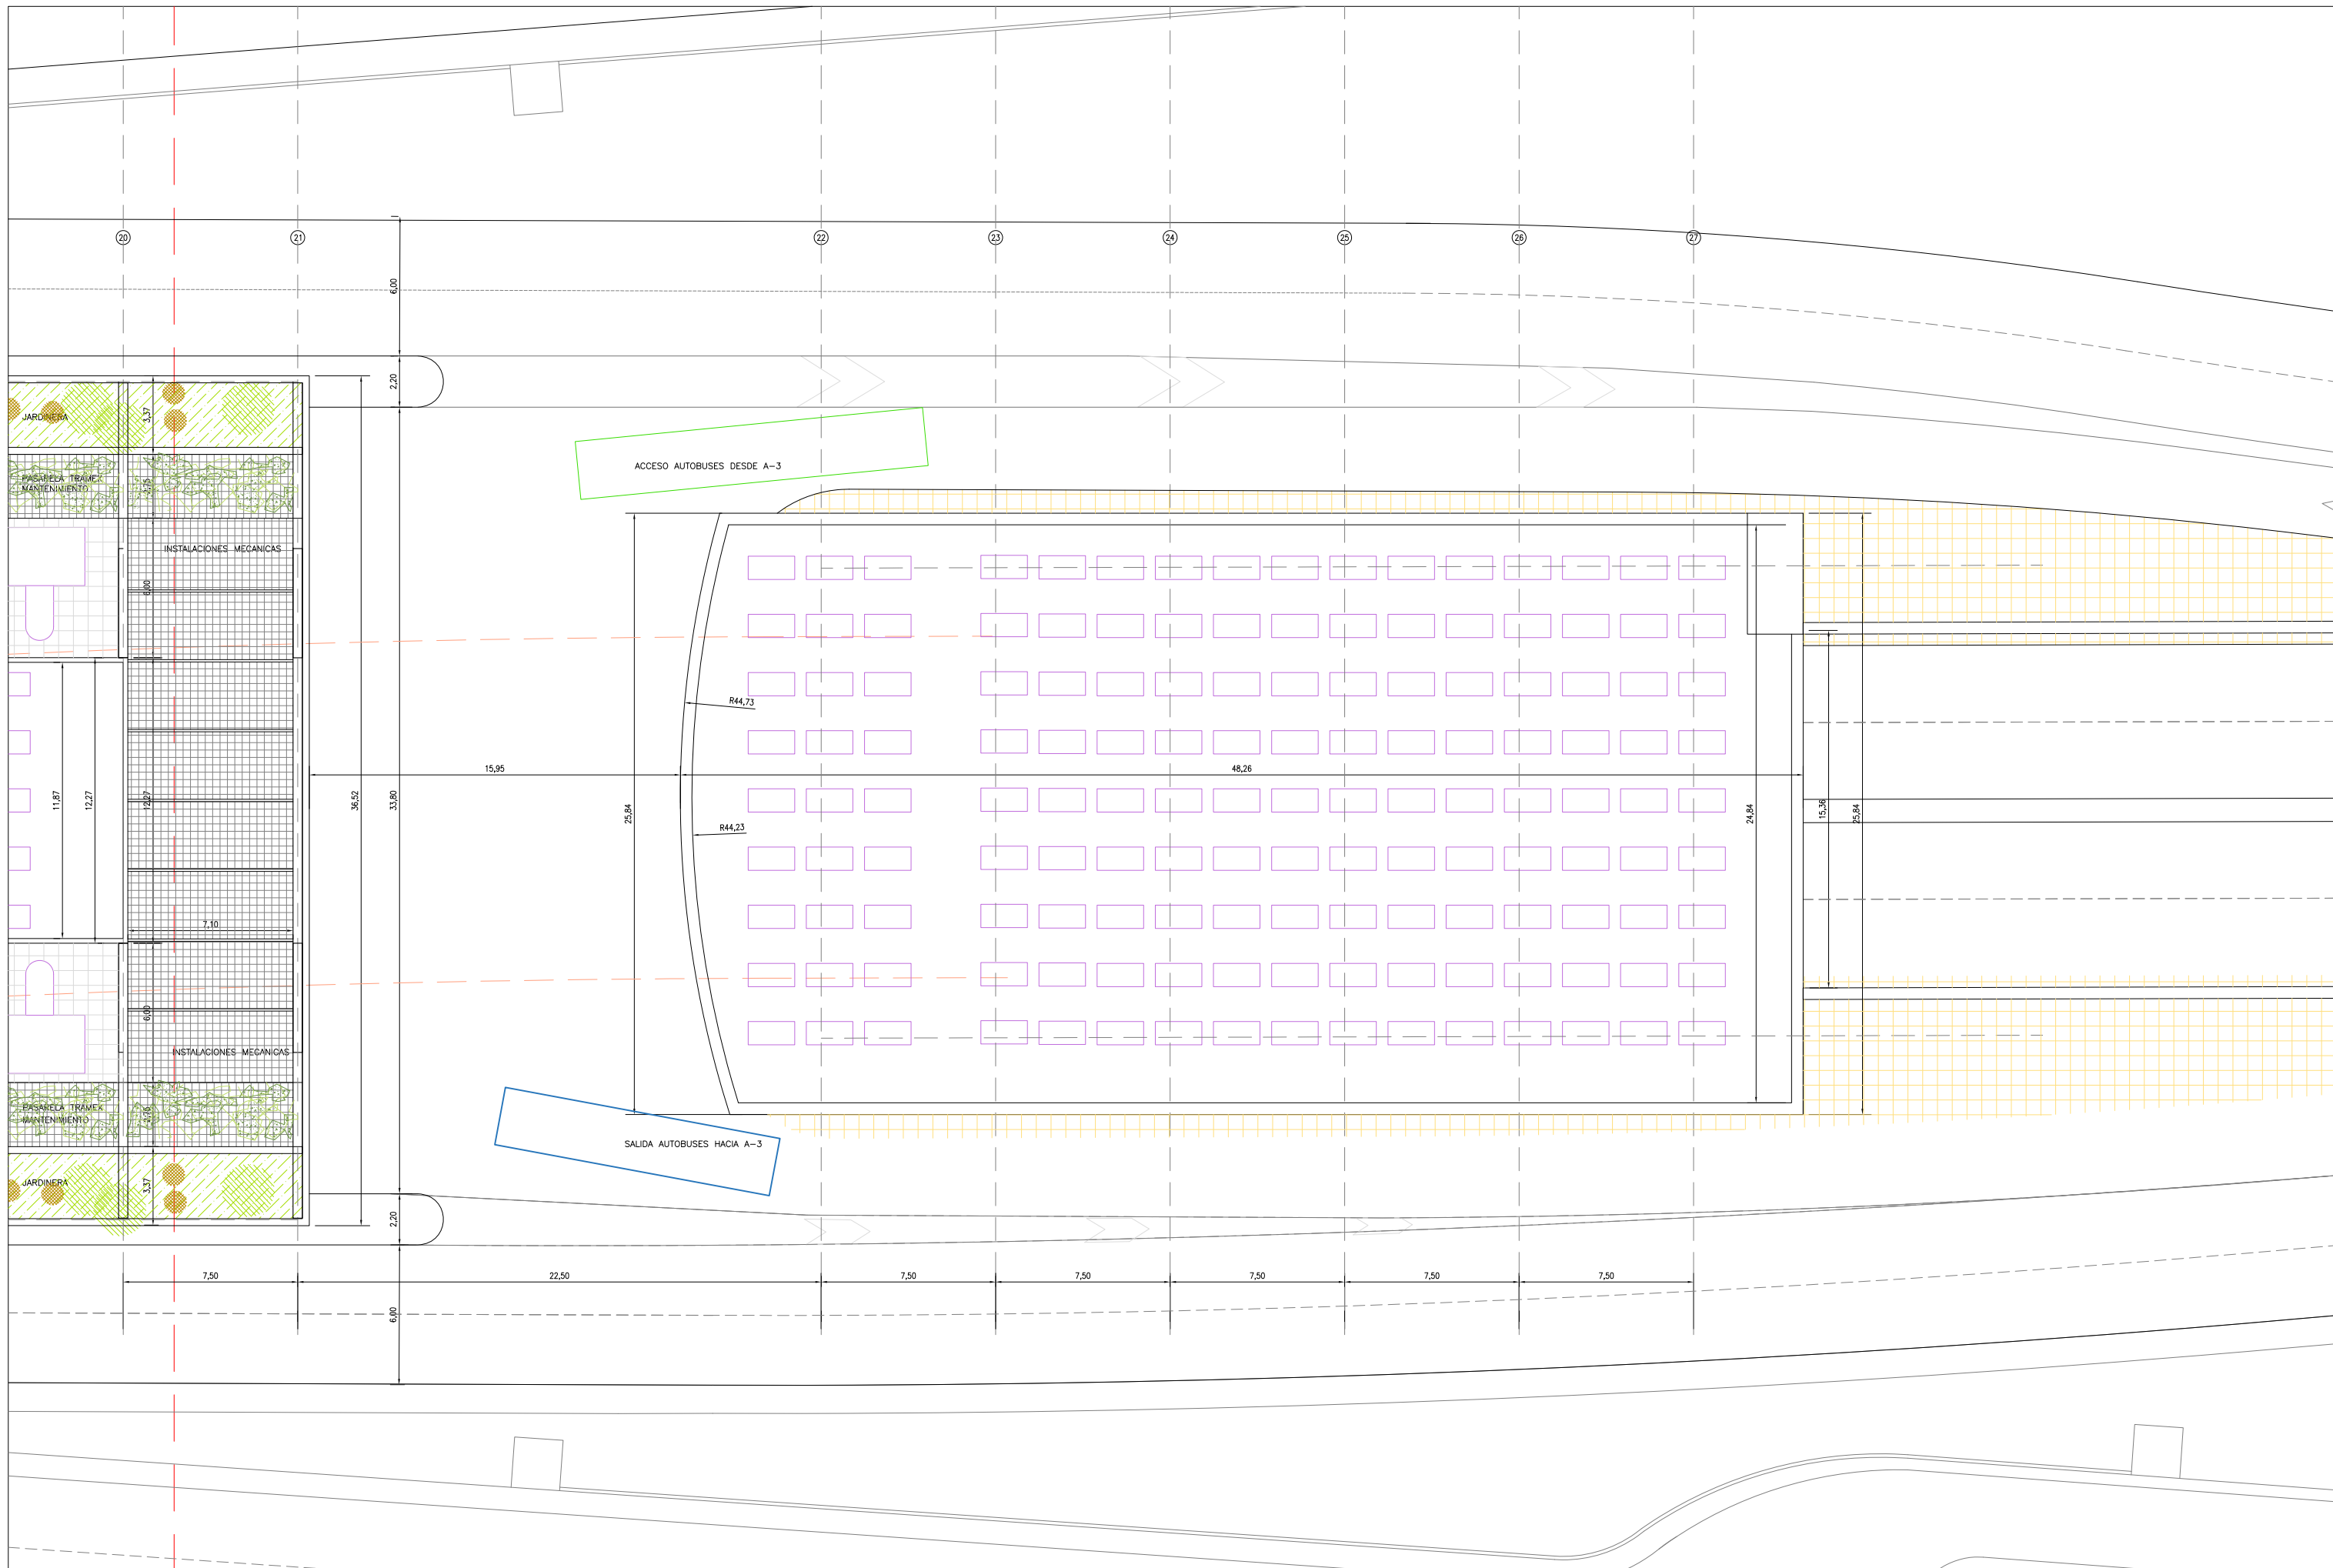 20
21
22
23
24
25
26
27
6,00
2,20
3,37
JARDINERA
ACCESO AUTOBUSES DESDE A-3
PASARELA TRAMEX
MANTENIMIENTO
INSTALACIONES MECANICAS
6,00
R44,73
15,95
48,26
11,87
12,27
12,27
36,52
33,80
25,84
R44,23
24,84
15,36
25,84
7,10
6,00
INSTALACIONES MECANICAS
PASARELA TRAMEX
MANTENIMIENTO
SALIDA AUTOBUSES HACIA A-3
JARDINERA
3,37
2,20
7,50
22,50
7,50
7,50
7,50
7,50
7,50
6,00